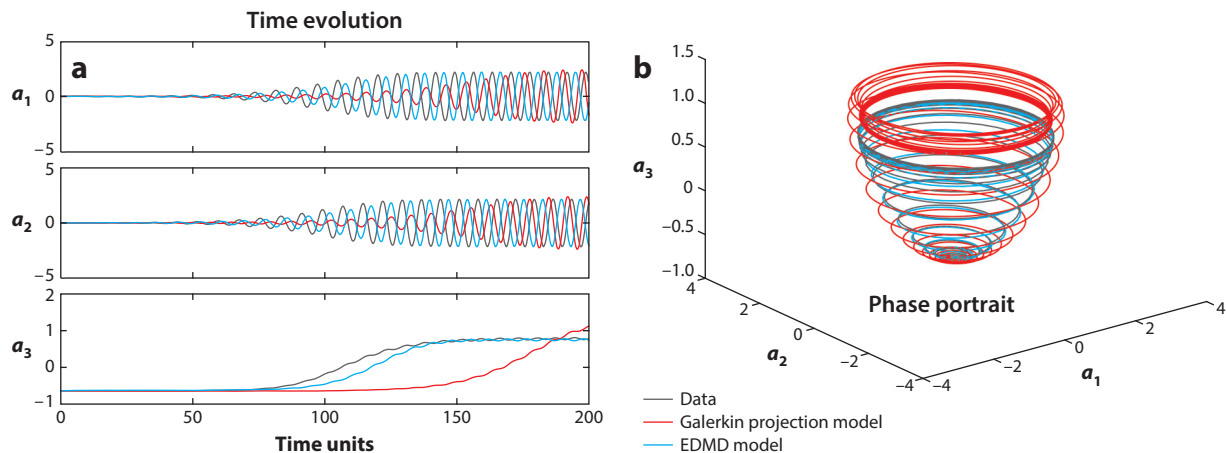 Time evolution
a
5
a1
0
−5
5
a2
0
−5
2
1
a3
0
−1
0
50
100
150
200
Time units
b
1.5
1.0
0.5
a3
0
−0.5
−1.0
4
2
0
a2
−2
−4
−4
−2
0
a1
2
4
Phase portrait
Data
Galerkin projection model
EDMD model